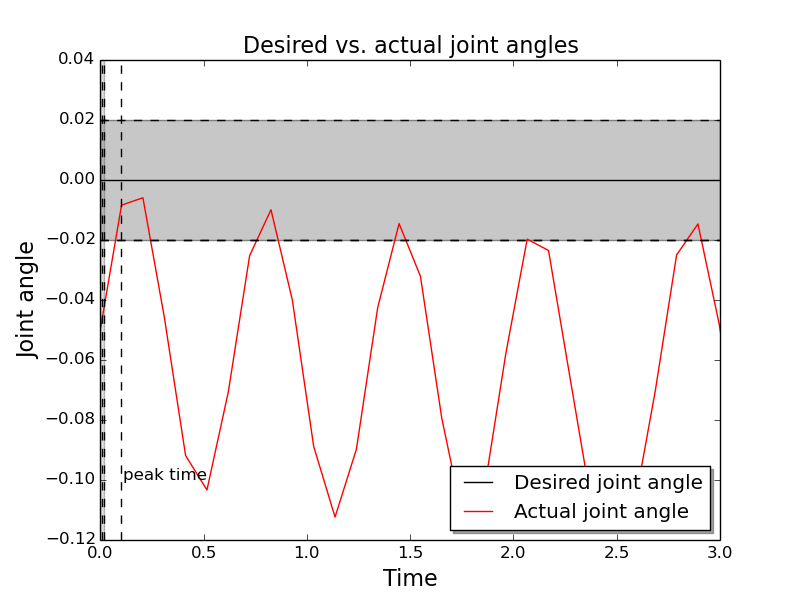 Desired vs. actual joint angles
Joint angle
0.04
0.02
0.00
−0.02
−0.04
−0.06
−0.08
−0.10
−0.12
peak time
Desired joint angle
Actual joint angle
0.0 0.5 1.0 1.5 2.0 2.5 3.0
Time